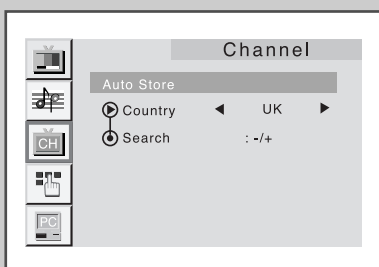 Channel
Auto Store
Country ◀ UK ▶
Search : -/+
CH
PC